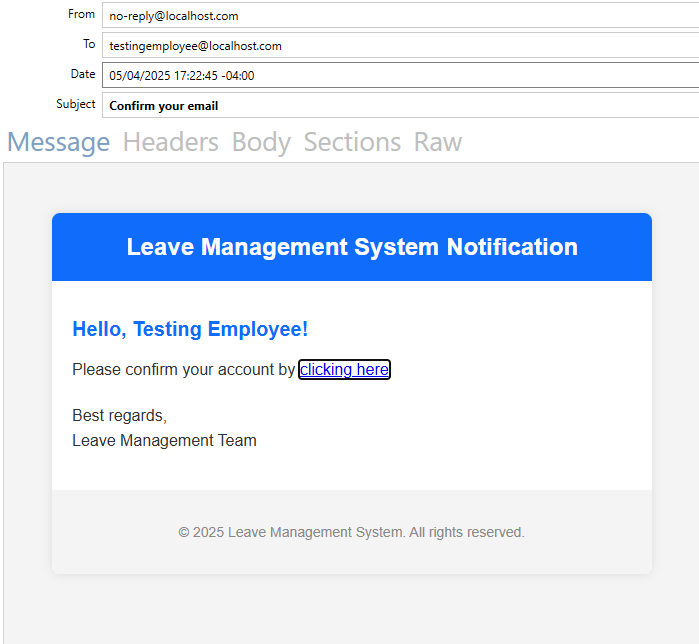 From no-reply@localhost.com
To testingemployee@localhost.com
Date 05/04/2025 17:22:45 -04:00
Subject Confirm your email
Message Headers Body Sections Raw
Leave Management System Notification
Hello, Testing Employee!
Please confirm your account by clicking here
Best regards,
Leave Management Team
© 2025 Leave Management System. All rights reserved.